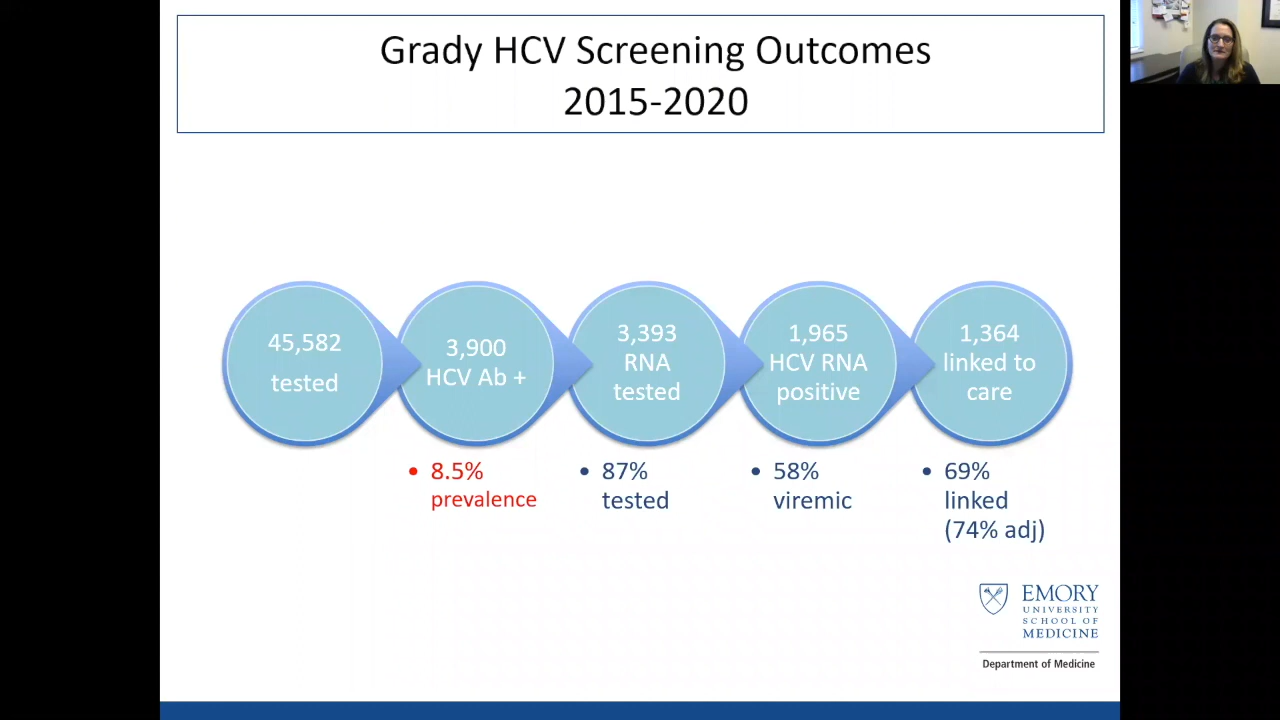 Grady HCV Screening Outcomes
2015-2020
45,582
tested
3,900
HCV Ab +
3,393
RNA
tested
1,965
HCV RNA
positive
1,364
linked to
care
• 8.5%
prevalence
• 87%
tested
• 58%
viremic
• 69%
linked
(74% adj)
EMORY
UNIVERSITY
SCHOOL OF
MEDICINE
Department of Medicine